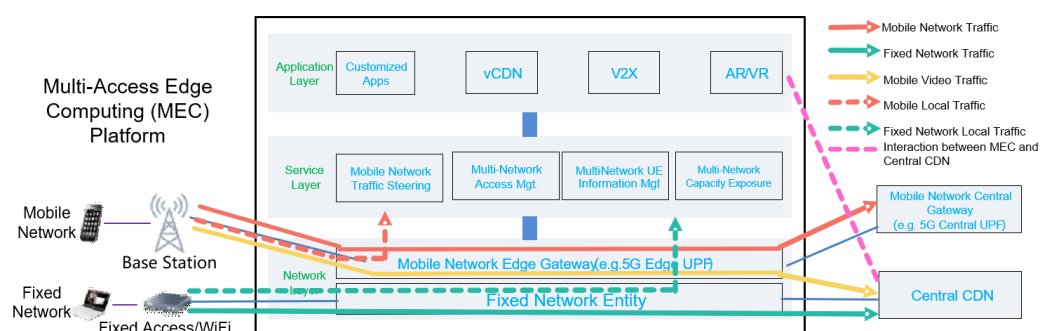 Multi-Access Edge
Computing (MEC)
Platform
Application
Layer
Customized
Apps
vCDN
V2X
AR/VR
Service
Layer
Mobile Network
Traffic Steering
Multi-Network
Access Mgt
MultiNetwork UE
Information Mgt
Multi-Network
Capacity Exposure
Network
Layer
Mobile Network Edge Gateway(e.g.5G Edge UPF)
Fixed Network Entity
Mobile
Network
Base Station
Fixed
Network
Fixed Access/WiFi
Mobile Network Traffic
Fixed Network Traffic
Mobile Video Traffic
Mobile Local Traffic
Fixed Network Local Traffic
Interaction between MEC and
Central CDN
Mobile Network Central
Gateway
(e.g. 5G Central UPF)
Central CDN